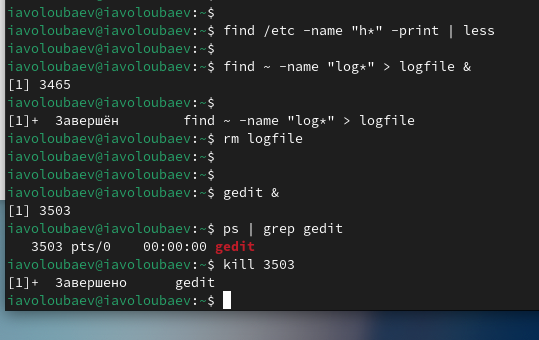 iavoloubaev@iavoloubaev:~$
iavoloubaev@iavoloubaev:~$ find /etc -name "h*" -print | less
iavoloubaev@iavoloubaev:~$
iavoloubaev@iavoloubaev:~$ find ~ -name "log*" > logfile &
[1] 3465
iavoloubaev@iavoloubaev:~$
[1]+  Завершён        find ~ -name "log*" > logfile
iavoloubaev@iavoloubaev:~$ rm logfile
iavoloubaev@iavoloubaev:~$
iavoloubaev@iavoloubaev:~$
iavoloubaev@iavoloubaev:~$ gedit &
[1] 3503
iavoloubaev@iavoloubaev:~$ ps | grep gedit
   3503 pts/0    00:00:00 gedit
iavoloubaev@iavoloubaev:~$ kill 3503
[1]+  Завершено      gedit
iavoloubaev@iavoloubaev:~$